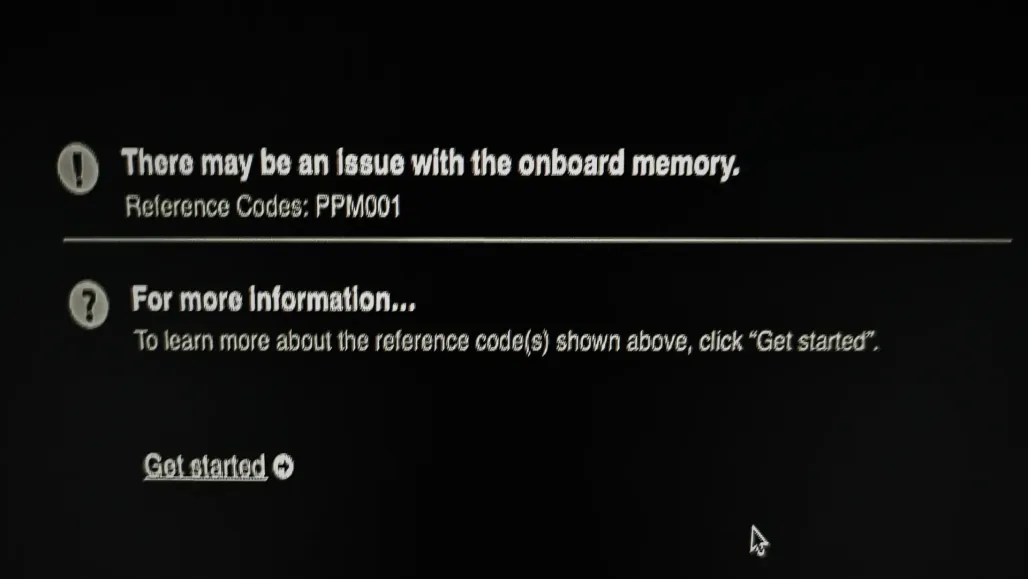 There may be an issue with the onboard memory.
Reference Codes: PPM001
For more information...
To learn more about the reference code(s) shown above, click “Get started”.
Get started